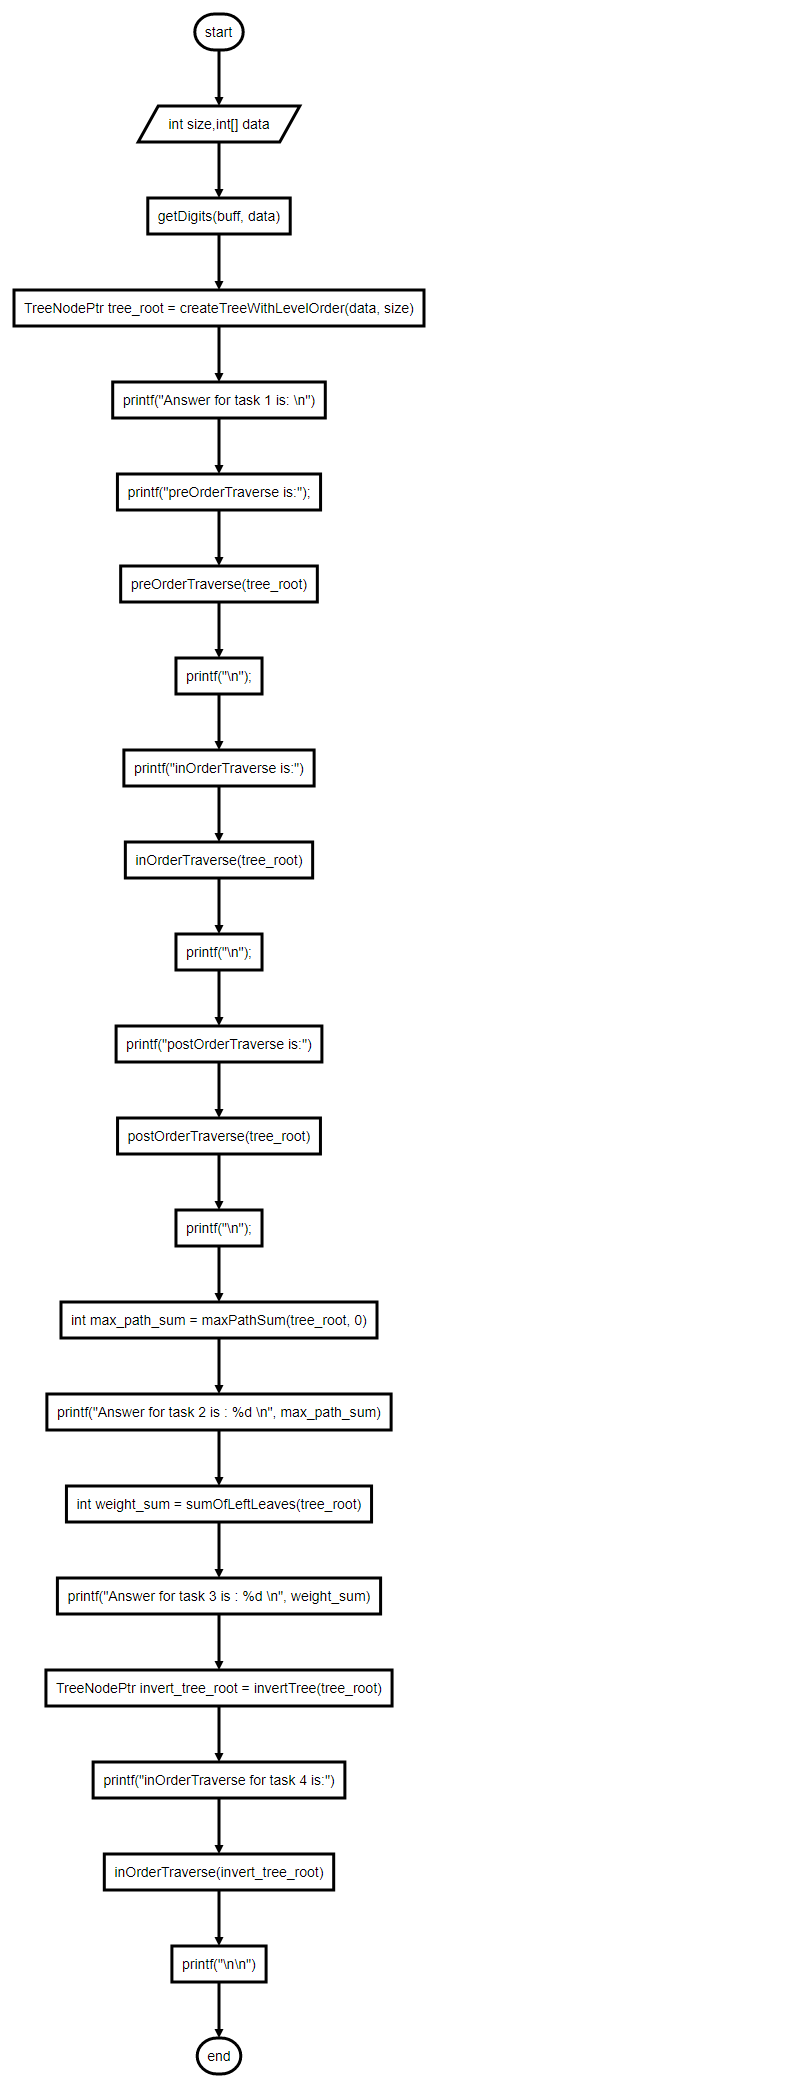 start
int size,int[] data
getDigits(buff, data)
TreeNodePtr tree_root = createTreeWithLevelOrder(data, size)
printf("Answer for task 1 is: \n")
printf("preOrderTraverse is:");
preOrderTraverse(tree_root)
printf("\n");
printf("inOrderTraverse is:")
inOrderTraverse(tree_root)
printf("\n");
printf("postOrderTraverse is:")
postOrderTraverse(tree_root)
printf("\n");
int max_path_sum = maxPathSum(tree_root, 0)
printf("Answer for task 2 is : %d \n", max_path_sum)
int weight_sum = sumOfLeftLeaves(tree_root)
printf("Answer for task 3 is : %d \n", weight_sum)
TreeNodePtr invert_tree_root = invertTree(tree_root)
printf("inOrderTraverse for task 4 is:")
inOrderTraverse(invert_tree_root)
printf("\n\n")
end